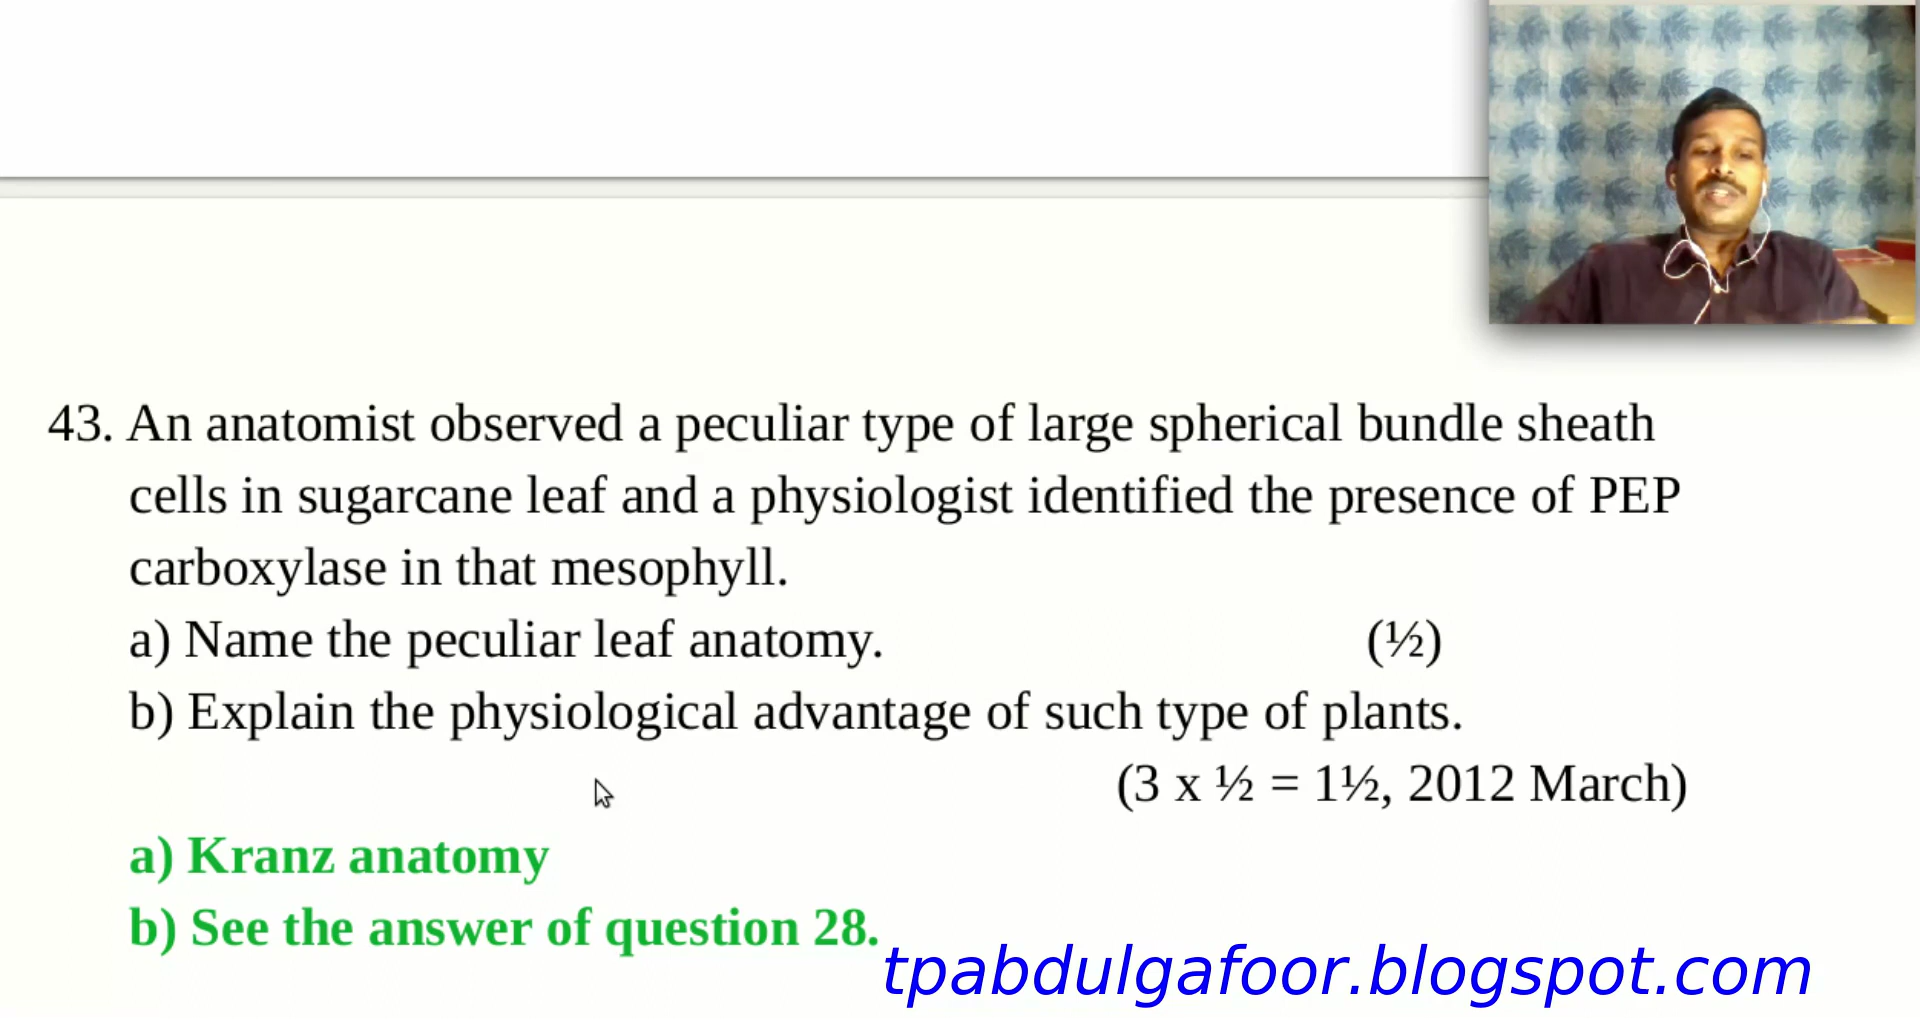 43. An anatomist observed a peculiar type of large spherical bundle sheath
cells in sugarcane leaf and a physiologist identified the presence of PEP
carboxylase in that mesophyll.
a) Name the peculiar leaf anatomy. (½)
b) Explain the physiological advantage of such type of plants.
(3 x ½ = 1½, 2012 March)
a) Kranz anatomy
b) See the answer of question 28.
tpabdulgafoor.blogspot.com